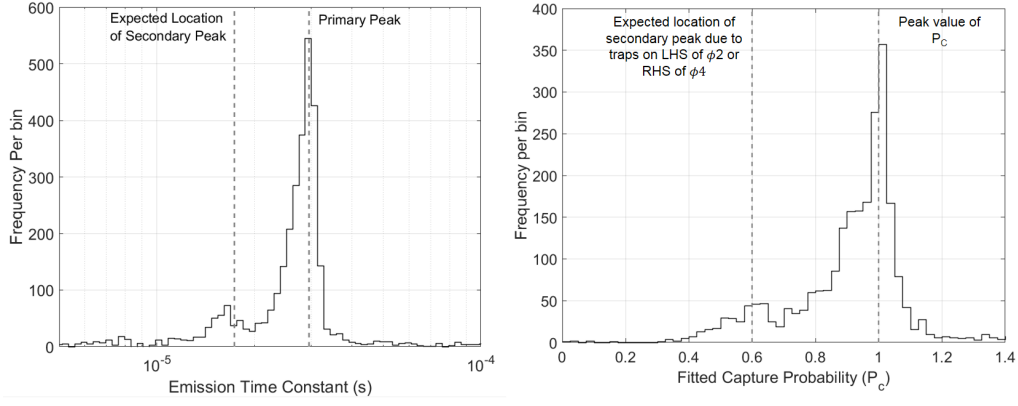 600
500
400
300
200
100
0
Frequency Per bin
Expected Location
of Secondary Peak
Primary Peak
10^-5
10^-4
Emission Time Constant (s)
400
350
300
250
200
150
100
50
0
Frequency per bin
Expected location of
secondary peak due to
traps on LHS of ϕ2 or
RHS of ϕ4
Peak value of
P_C
0
0.2
0.4
0.6
0.8
1
1.2
1.4
Fitted Capture Probability (P_C)